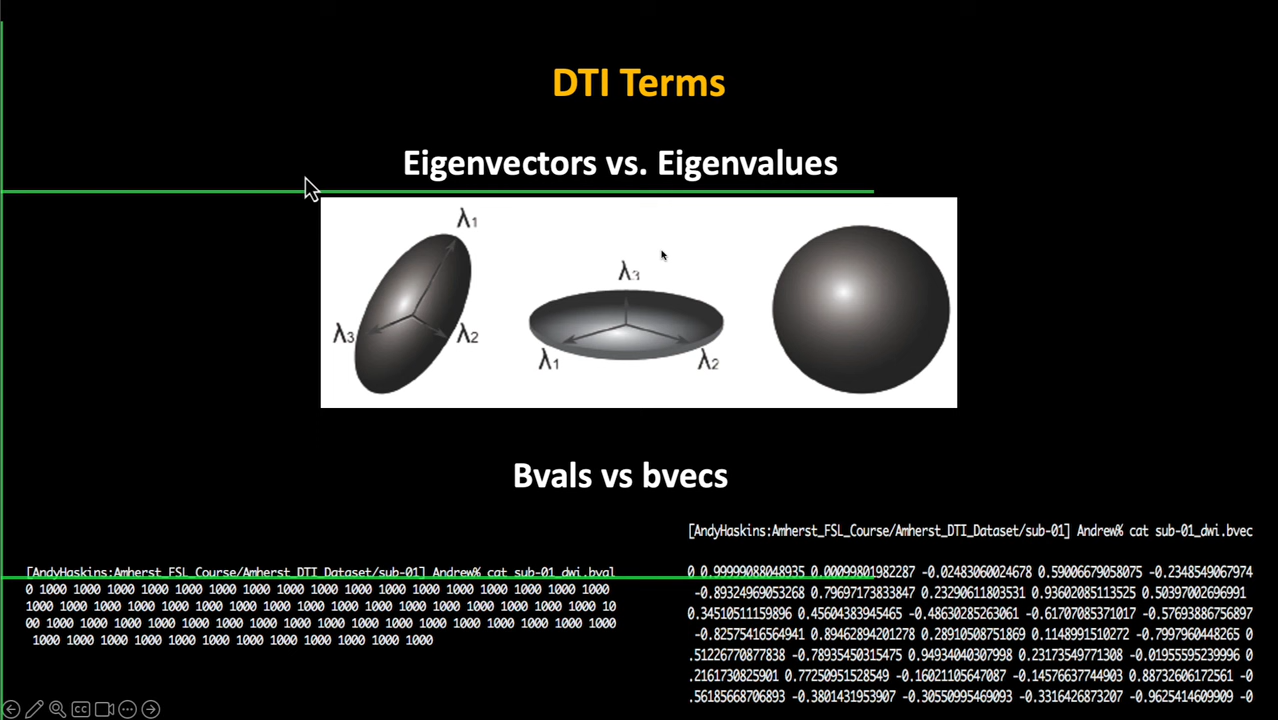 DTI Terms
Eigenvectors vs. Eigenvalues
λ1
λ3
λ2
λ3
λ1
λ2
Bvals vs bvecs
[AndyHaskins:Amherst_FSL_Course/Amherst_DTI_Dataset/sub-01] Andrew% cat sub-01_dwi.bval
0 1000 1000 1000 1000 1000 1000 1000 1000 1000 1000 1000 1000 1000 1000 1000 1000 1000
1000 1000 1000 1000 1000 1000 1000 1000 1000 1000 1000 1000 1000 1000 1000 1000 1000 10
00 1000 1000 1000 1000 1000 1000 1000 1000 1000 1000 1000 1000 1000 1000 1000 1000 1000
1000 1000 1000 1000 1000 1000 1000 1000 1000 1000 1000 1000
[AndyHaskins:Amherst_FSL_Course/Amherst_DTI_Dataset/sub-01] Andrew% cat sub-01_dwi.bvec
0 0.99999088048935 0.00099801982287 -0.02483060024678 0.59006679058075 -0.2348549067974
-0.89324969053268 0.79697173833847 0.23290611803531 0.93602085113525 0.50397002696991
0.34510511159896 0.45604383945465 -0.48630285263061 -0.61707085371017 -0.57693886756897
-0.82575416564941 0.89462894201278 0.28910508751869 0.1148991510272 -0.7997960448265 0
.51226770877838 -0.78935450315475 0.94934040307998 0.23173549771308 -0.01955595239996 0
.2161730825901 0.77250951528549 -0.16021105647087 -0.14576637744903 0.88732606172561 -0
.56185668706893 -0.3801431953907 -0.30550995469093 -0.3316426873207 -0.9625414609909 -0
CC